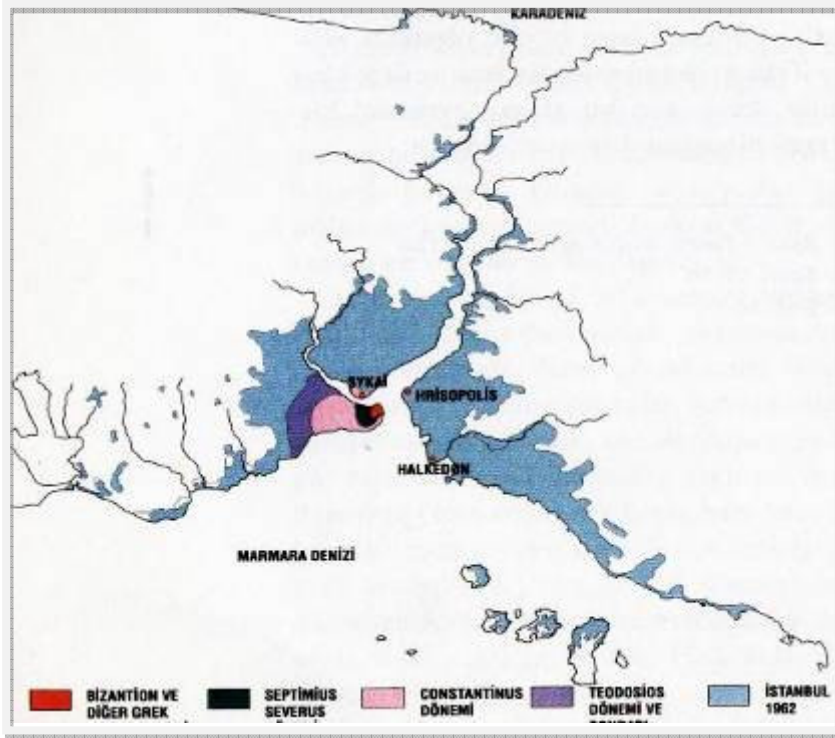 KARADENİZ
SYKAİ
HRİSOPOLİS
HALKEDON
MARMARA DENİZİ
BİZANTİON VE
DİĞER GREK
SEPTİMİUS
SEVERUS
CONSTANTİNUS
DÖNEMİ
TEODOSİOS
DÖNEMİ VE
İSTANBUL
1962